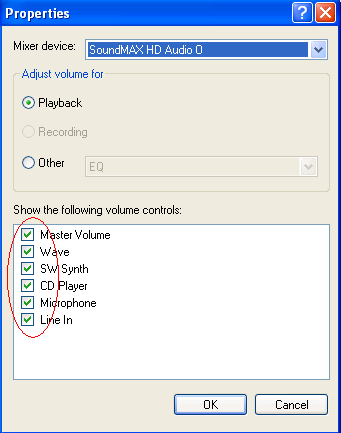 Properties
Mixer device:
SoundMAX HD Audio O
Adjust volume for
Playback
Recording
Other
EQ
Show the following volume controls:
Master Volume
Wave
SW Synth
CD Player
Microphone
Line In
OK
Cancel